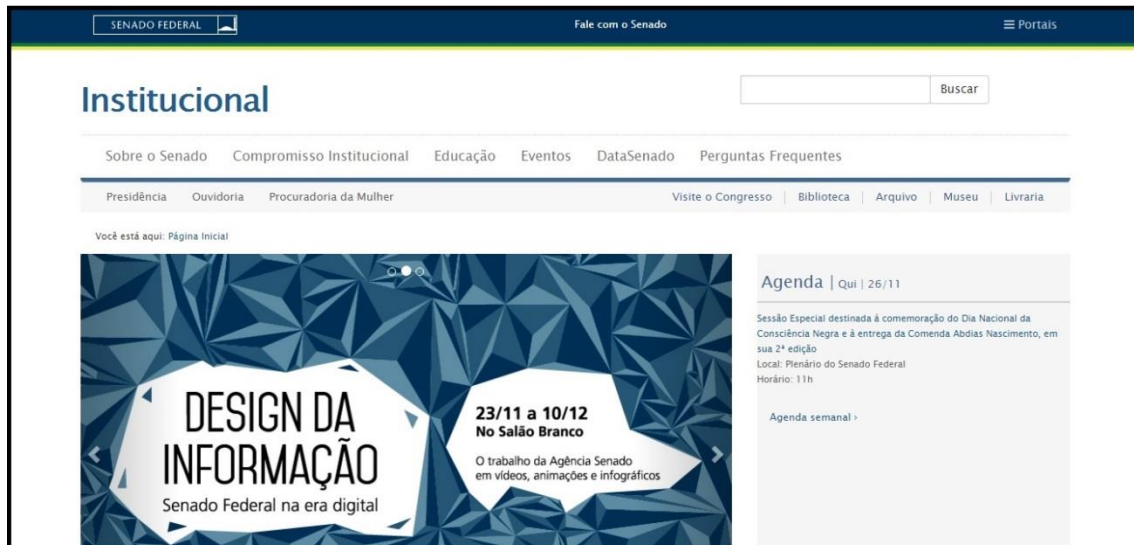 SENADO FEDERAL
Fale com o Senado
Portais
Institucional
Buscar
Sobre o Senado Compromisso Institucional Educação Eventos DataSenado Perguntas Frequentes
Presidência Ouvidoria Procuradoria da Mulher
Visite o Congresso | Biblioteca | Arquivo | Museu | Livraria
Você está aqui: Página Inicial
DESIGN DA
INFORMAÇÃO
Senado Federal na era digital
23/11 a 10/12
No Salão Branco
O trabalho da Agência Senado
em vídeos, animações e infográficos
Agenda | Qui | 26/11
Sessão Especial destinada à comemoração do Dia Nacional da
Consciência Negra e à entrega da Comenda Abdias Nascimento, em
sua 2ª edição
Local: Plenário do Senado Federal
Horário: 11h
Agenda semanal ›